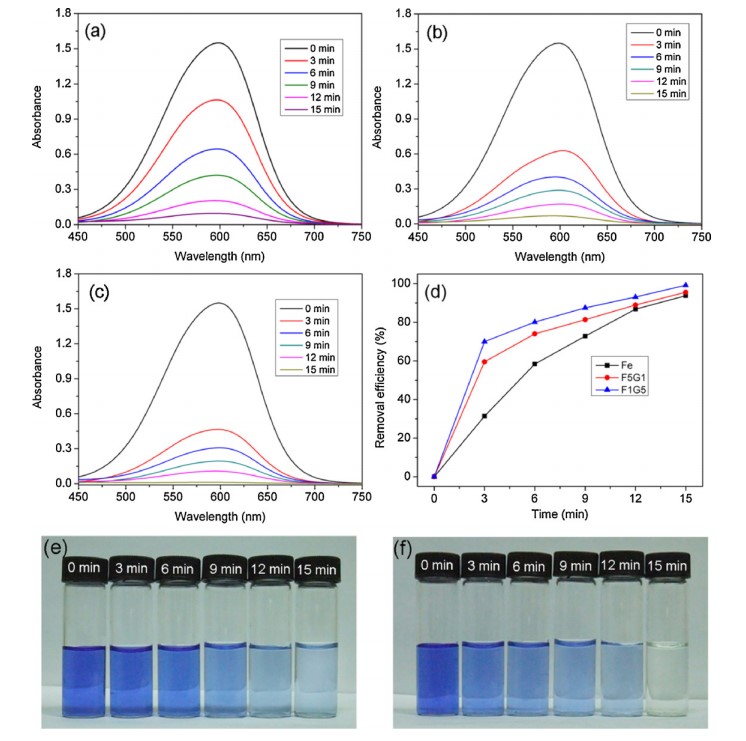 (a)
1.8
1.5
1.2
0.9
0.6
0.3
0.0
450 500 550 600 650 700 750
Absorbance
Wavelength (nm)
0 min
3 min
6 min
9 min
12 min
15 min
(b)
1.8
1.5
1.2
0.9
0.6
0.3
0.0
450 500 550 600 650 700 750
Absorbance
Wavelength (nm)
0 min
3 min
6 min
9 min
12 min
15 min
(c)
1.8
1.5
1.2
0.9
0.6
0.3
0.0
450 500 550 600 650 700 750
Absorbance
Wavelength (nm)
0 min
3 min
6 min
9 min
12 min
15 min
(d)
100
80
60
40
20
0
0 3 6 9 12 15
Removal efficiency (%)
Time (min)
Fe
F5G1
F1G5
(e)
0 min 3 min 6 min 9 min 12 min 15 min
(f)
0 min 3 min 6 min 9 min 12 min 15 min